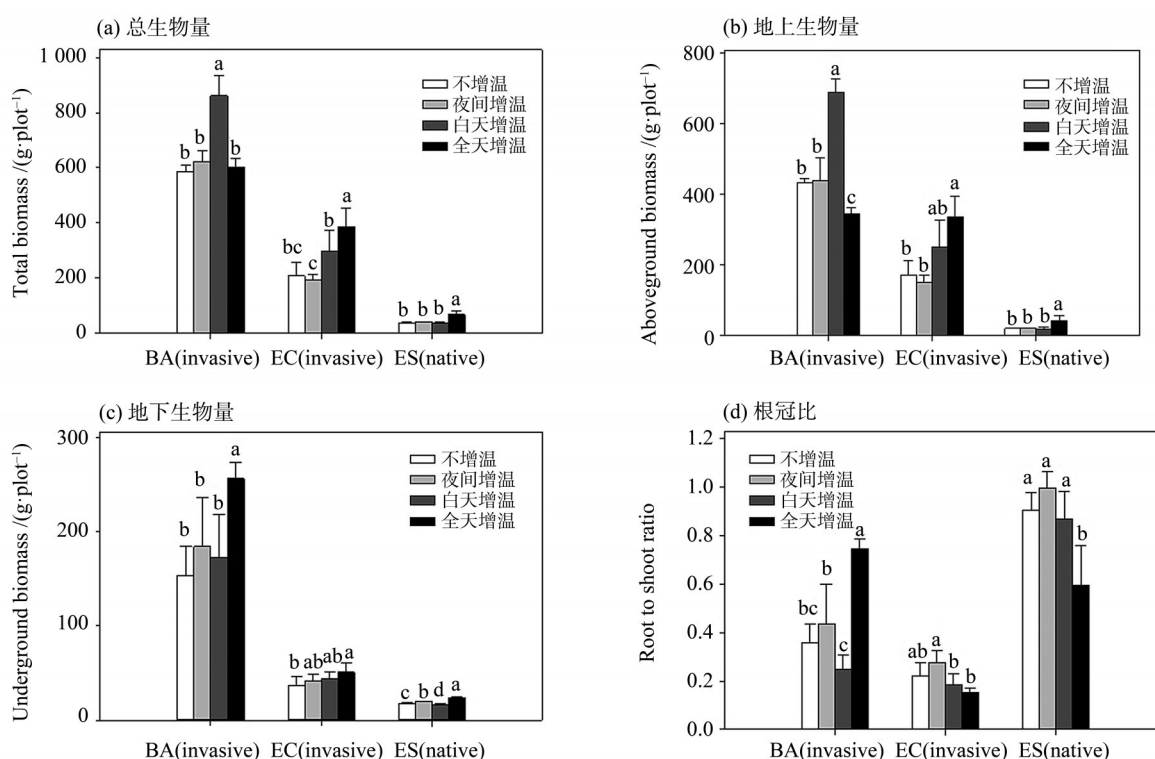 (a) 总生物量
1 000
800
600
400
200
0
Total biomass /(g·plot⁻¹)
不增温
夜间增温
白天增温
全天增温
b b a b
bc c b a
b b b a
BA(invasive) EC(invasive) ES(native)
(b) 地上生物量
800
600
400
200
0
Aboveground biomass /(g·plot⁻¹)
不增温
夜间增温
白天增温
全天增温
b b a c
b b ab a
b b b a
BA(invasive) EC(invasive) ES(native)
(c) 地下生物量
300
200
100
0
Underground biomass /(g·plot⁻¹)
不增温
夜间增温
白天增温
全天增温
b b b a
b ab ab a
c b d a
BA(invasive) EC(invasive) ES(native)
(d) 根冠比
1.2
1.0
0.8
0.6
0.4
0.2
0.0
Root to shoot ratio
不增温
夜间增温
白天增温
全天增温
bc b c a
ab a b b
a a a b
BA(invasive) EC(invasive) ES(native)